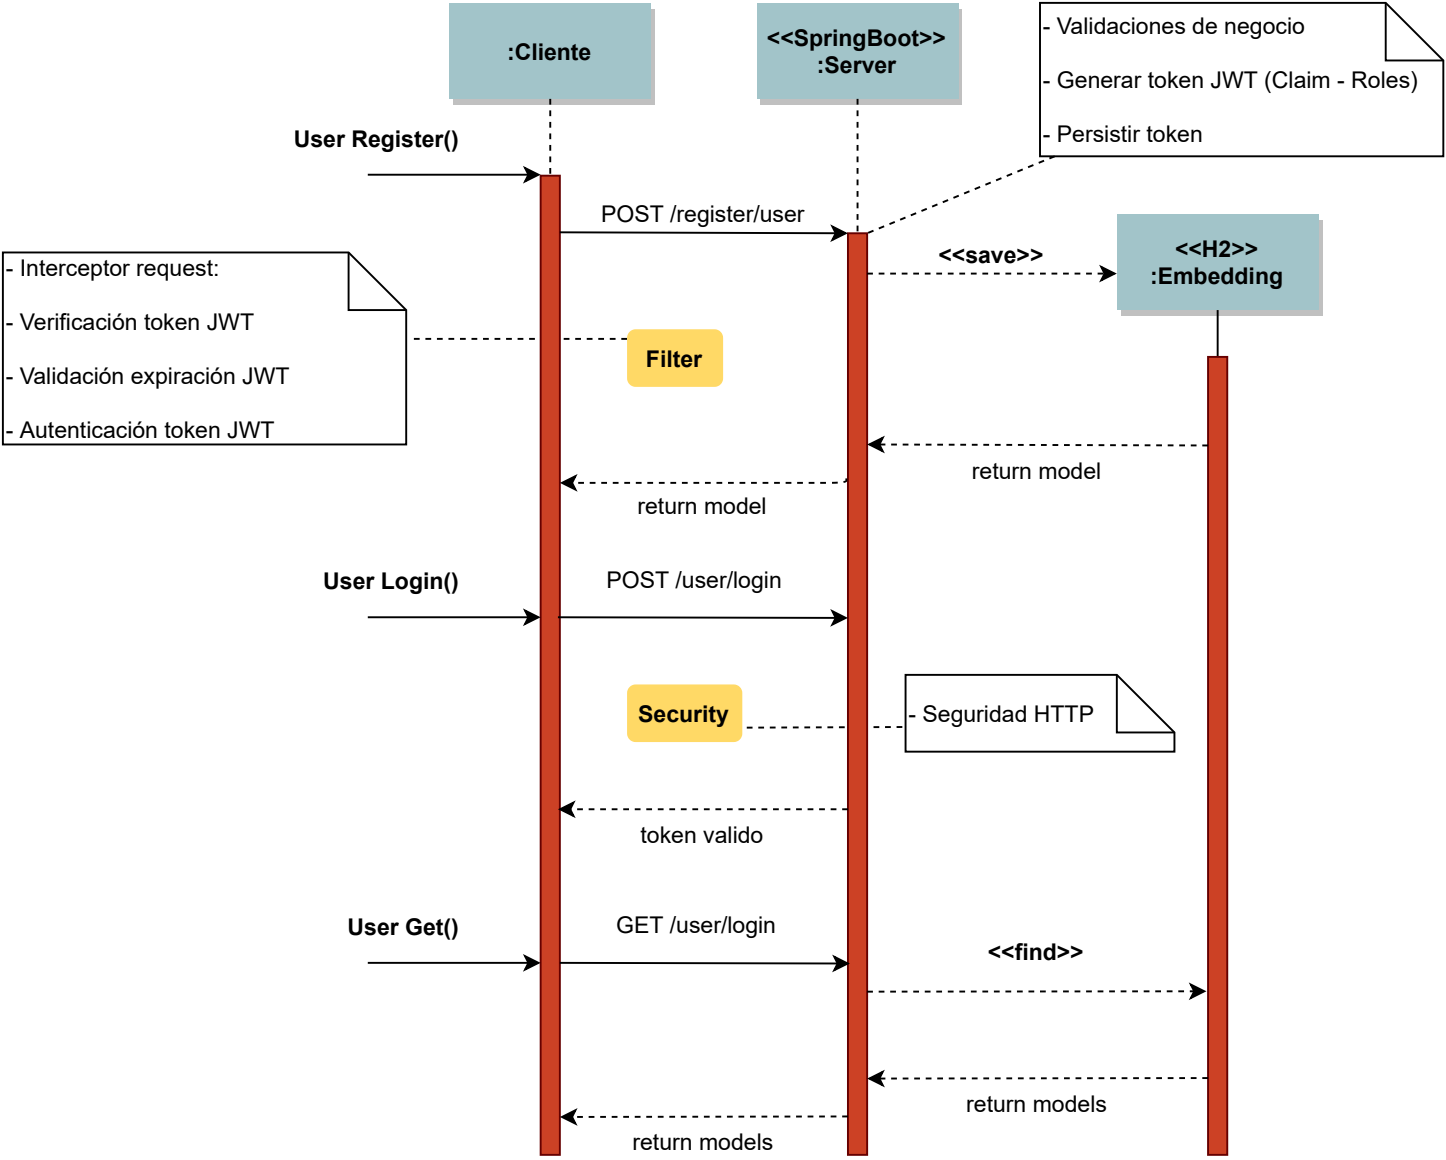 :Cliente
<<SpringBoot>>
:Server
- Validaciones de negocio
- Generar token JWT (Claim - Roles)
- Persistir token
User Register()
POST /register/user
<<save>>
<<H2>>
:Embedding
- Interceptor request:
- Verificación token JWT
- Validación expiración JWT
- Autenticación token JWT
Filter
return model
return model
User Login()
POST /user/login
Security
- Seguridad HTTP
token valido
User Get()
GET /user/login
<<find>>
return models
return models